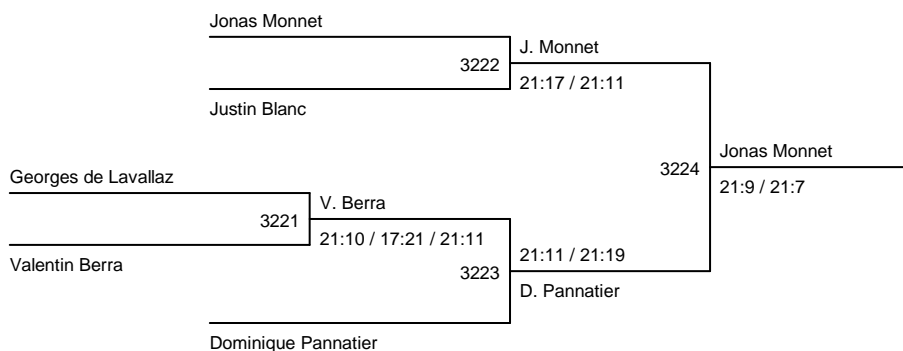 Jonas Monnet
J. Monnet
3222
21:17 / 21:11
Justin Blanc
Jonas Monnet
3224
21:9 / 21:7
Georges de Lavallaz
V. Berra
3221
21:10 / 17:21 / 21:11
Valentin Berra
21:11 / 21:19
3223
D. Pannatier
Dominique Pannatier